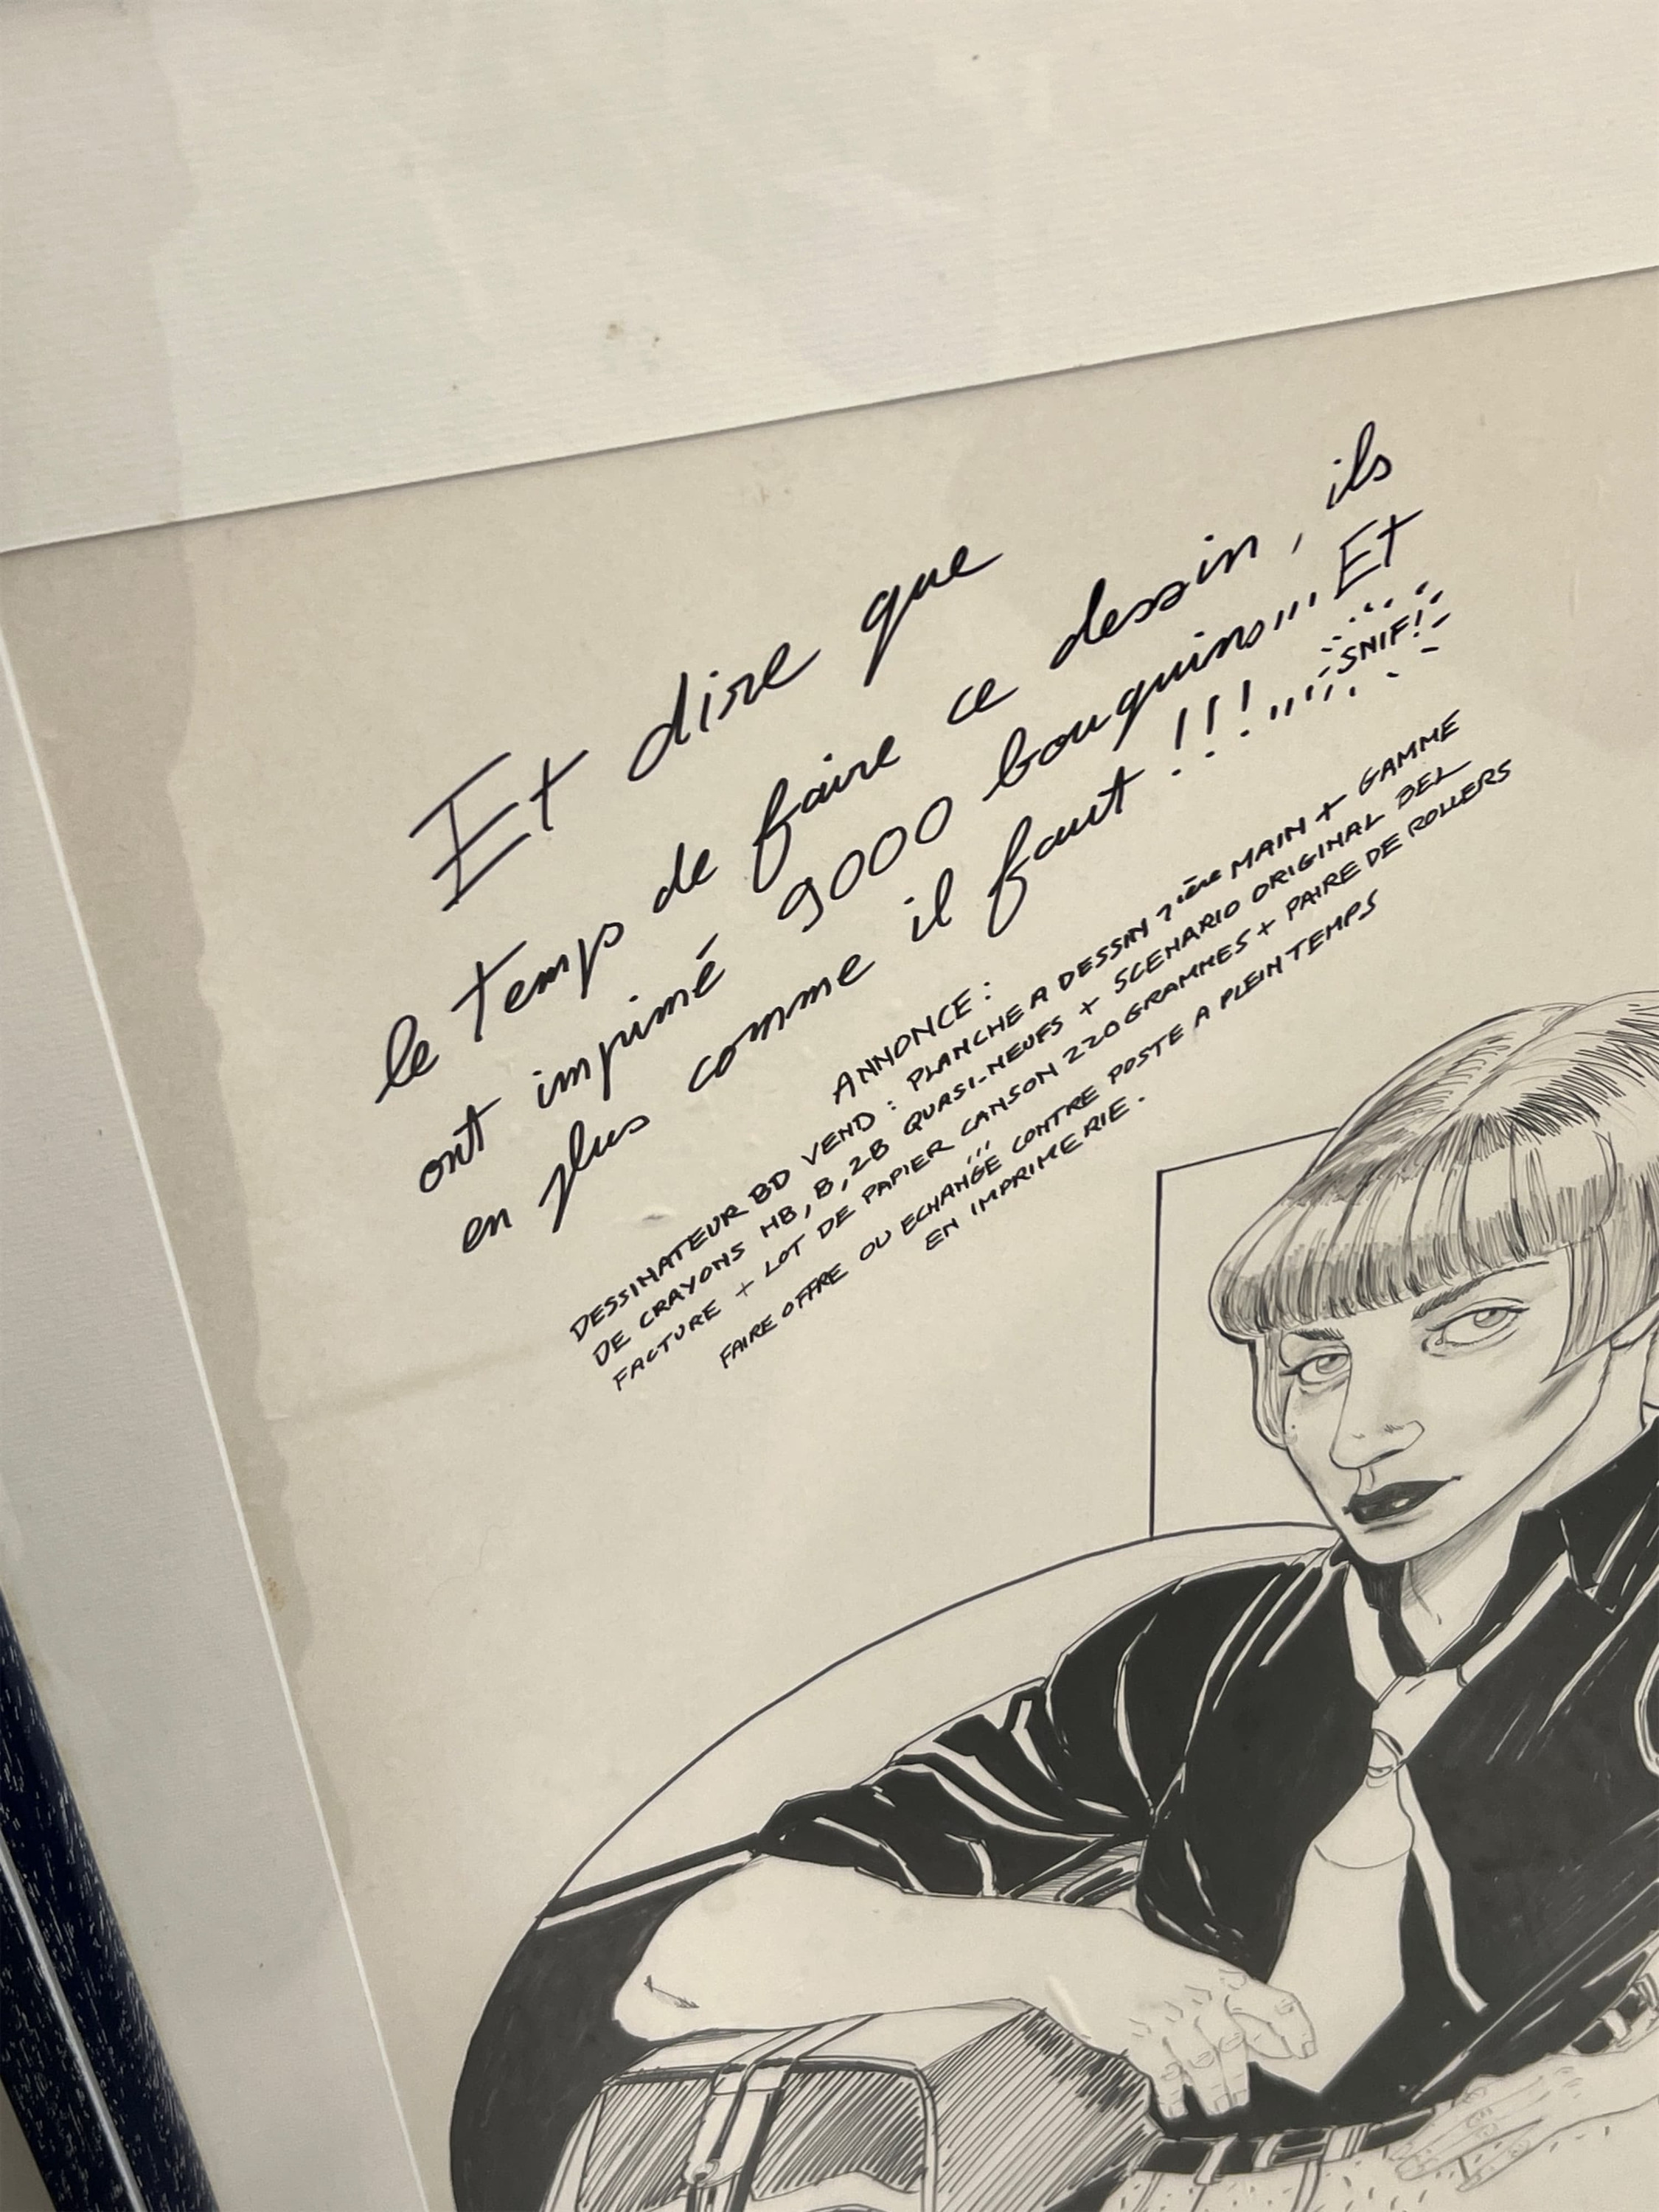 Et dire que
le temps de faire ce dessin, ils
ont imprimé 9000 bouquins... Et
en plus comme il faut !!! ... SNIF!
ANNONCE :
DESSINATEUR BD VEND : PLANCHE A DESSIN 1ière MAIN + GAMME
DE CRAYONS HB, B, 2B QUASI-NEUFS + SCENARIO ORIGINAL BEL
FACTURE + LOT DE PAPIER CANSON 220 GRAMMES + PAIRE DE ROLLERS
FAIRE OFFRE OU ECHANGE CONTRE POSTE A PLEIN TEMPS
EN IMPRIMERIE.